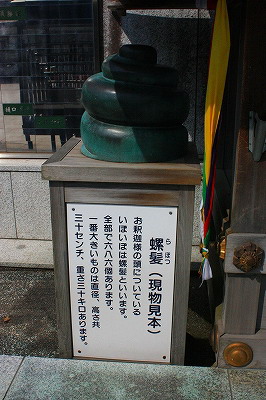 らほつ
螺髪（現物見本）
お釈迦様の頭についている
いぼいぼは螺髪といいます。
全部で六八六個あります。
一番大きいものは直径、高さ共
三十センチ、重さ三十キロあります。